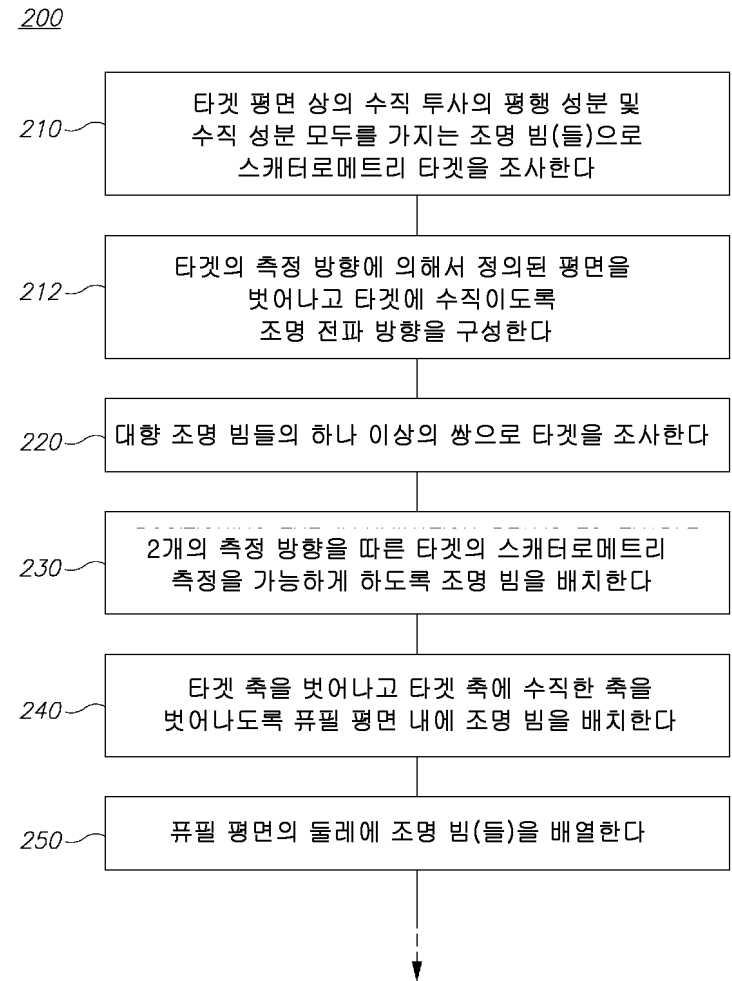 200
210
타겟 평면 상의 수직 투사의 평행 성분 및
수직 성분 모두를 가지는 조명 빔(들)으로
스캐터로메트리 타겟을 조사한다
212
타겟의 측정 방향에 의해서 정의된 평면을
벗어나고 타겟에 수직이도록
조명 전파 방향을 구성한다
220
대향 조명 빔들의 하나 이상의 쌍으로 타겟을 조사한다
230
2개의 측정 방향을 따른 타겟의 스캐터로메트리
측정을 가능하게 하도록 조명 빔을 배치한다
240
타겟 축을 벗어나고 타겟 축에 수직한 축을
벗어나도록 퓨필 평면 내에 조명 빔을 배치한다
250
퓨필 평면의 둘레에 조명 빔(들)을 배열한다